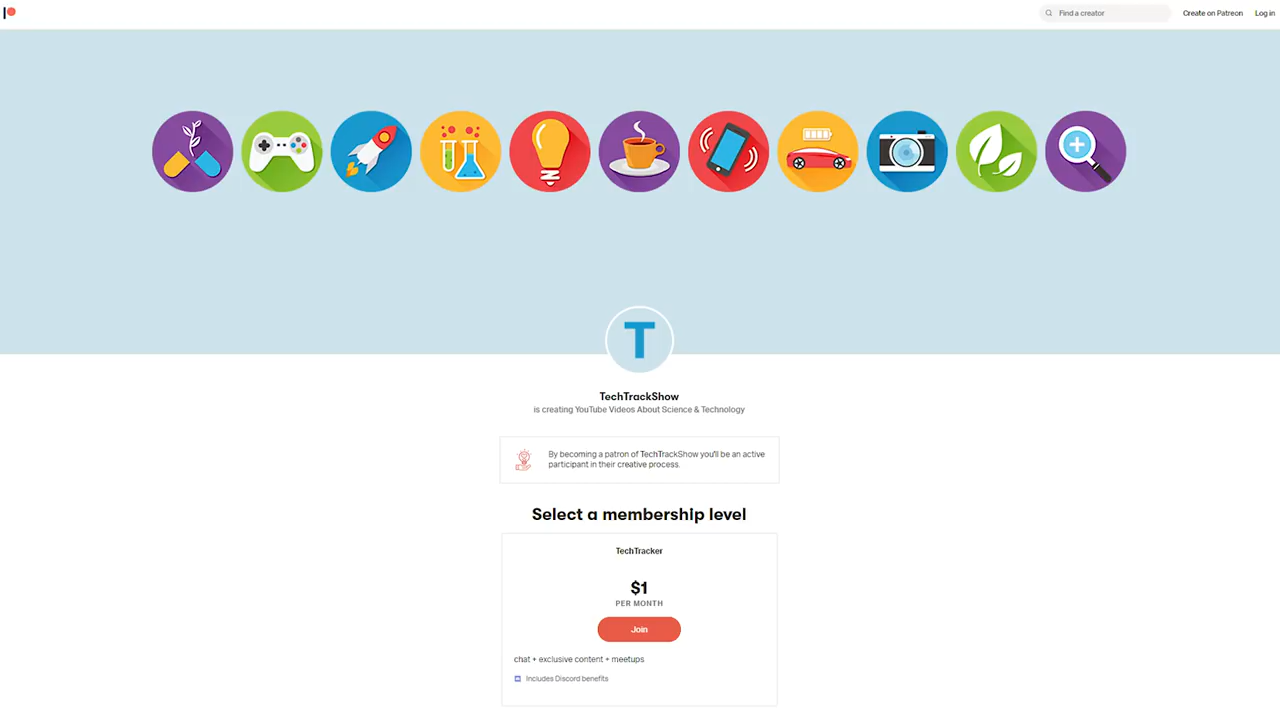 Find a creator
Create on Patreon
Log in
T
TechTrackShow
is creating YouTube Videos About Science & Technology
By becoming a patron of TechTrackShow you'll be an active
participant in their creative process.
Select a membership level
TechTracker
$1
PER MONTH
Join
chat + exclusive content + meetups
Includes Discord benefits